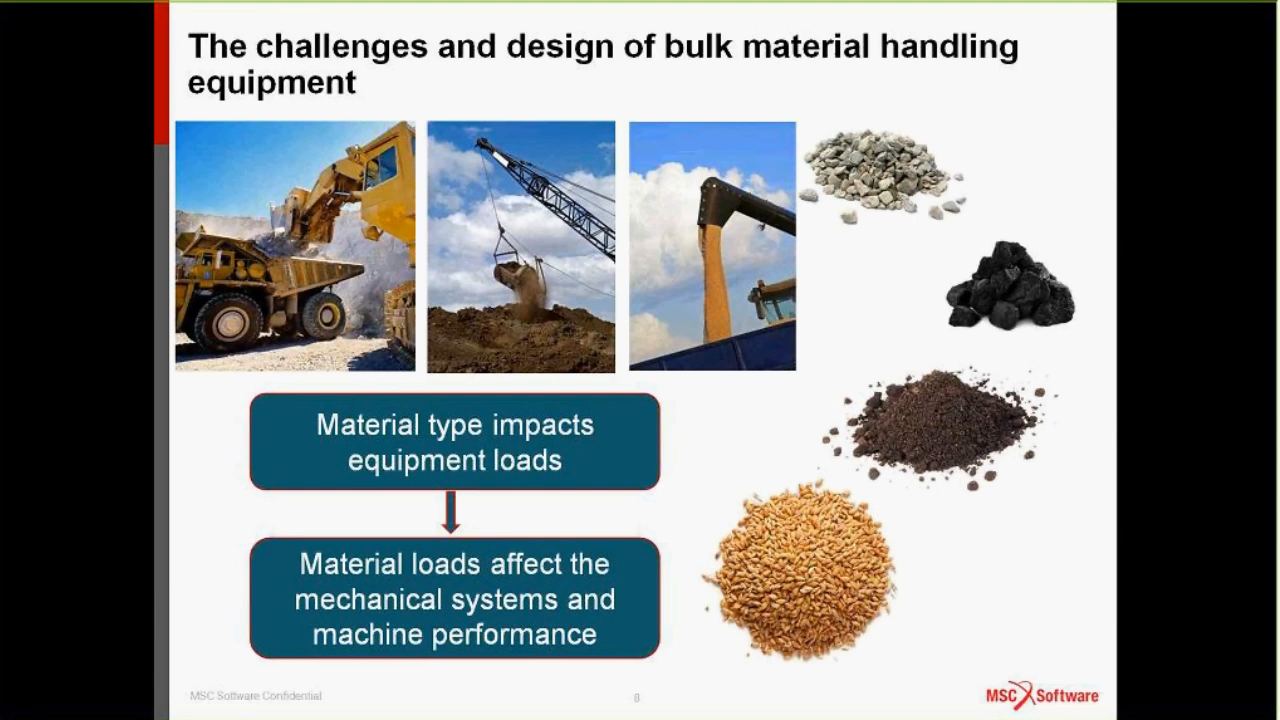 The challenges and design of bulk material handling
equipment
Material type impacts
equipment loads
Material loads affect the
mechanical systems and
machine performance
MSC Software Confidential
8
MSC Software